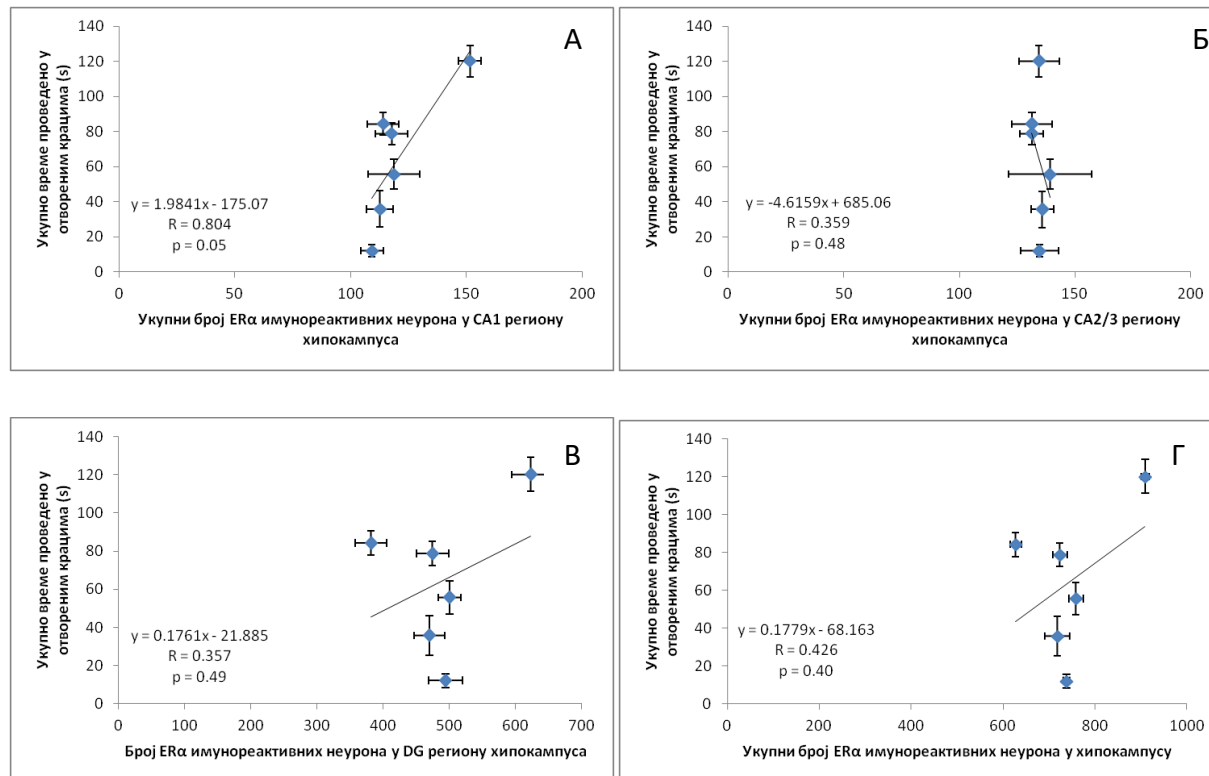 А
Укупно време проведено у
отвореним крацима (s)
140
120
100
80
60
40
20
0
y = 1.9841x - 175.07
R = 0.804
p = 0.05
0 50 100 150 200
Укупни број ERα имунореактивних неурона у CA1 региону
хипокампуса
Б
Укупно време проведено у
отвореним крацима (s)
140
120
100
80
60
40
20
0
y = -4.6159x + 685.06
R = 0.359
p = 0.48
0 50 100 150 200
Укупни број ERα имунореактивних неурона у CA2/3 региону
хипокампуса
В
Укупно време проведено у
отвореним крацима (s)
140
120
100
80
60
40
20
0
y = 0.1761x - 21.885
R = 0.357
p = 0.49
0 100 200 300 400 500 600 700
Број ERα имунореактивних неурона у DG региону хипокампуса
Г
Укупно време проведено у
отвореним крацима (s)
140
120
100
80
60
40
20
0
y = 0.1779x - 68.163
R = 0.426
p = 0.40
0 200 400 600 800 1000
Укупни број ERα имунореактивних неурона у хипокампусу